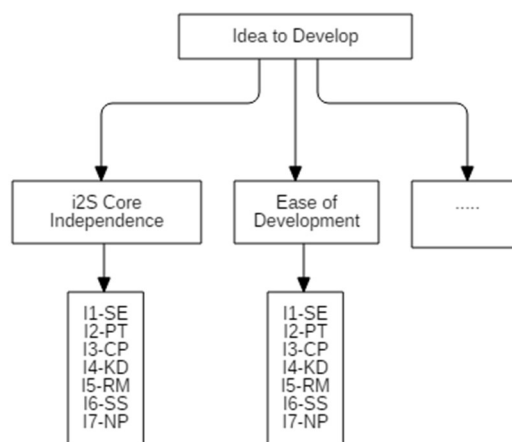 Idea to Develop
i2S Core
Independence
Ease of
Development
.....
I1-SE
I2-PT
I3-CP
I4-KD
I5-RM
I6-SS
I7-NP
I1-SE
I2-PT
I3-CP
I4-KD
I5-RM
I6-SS
I7-NP